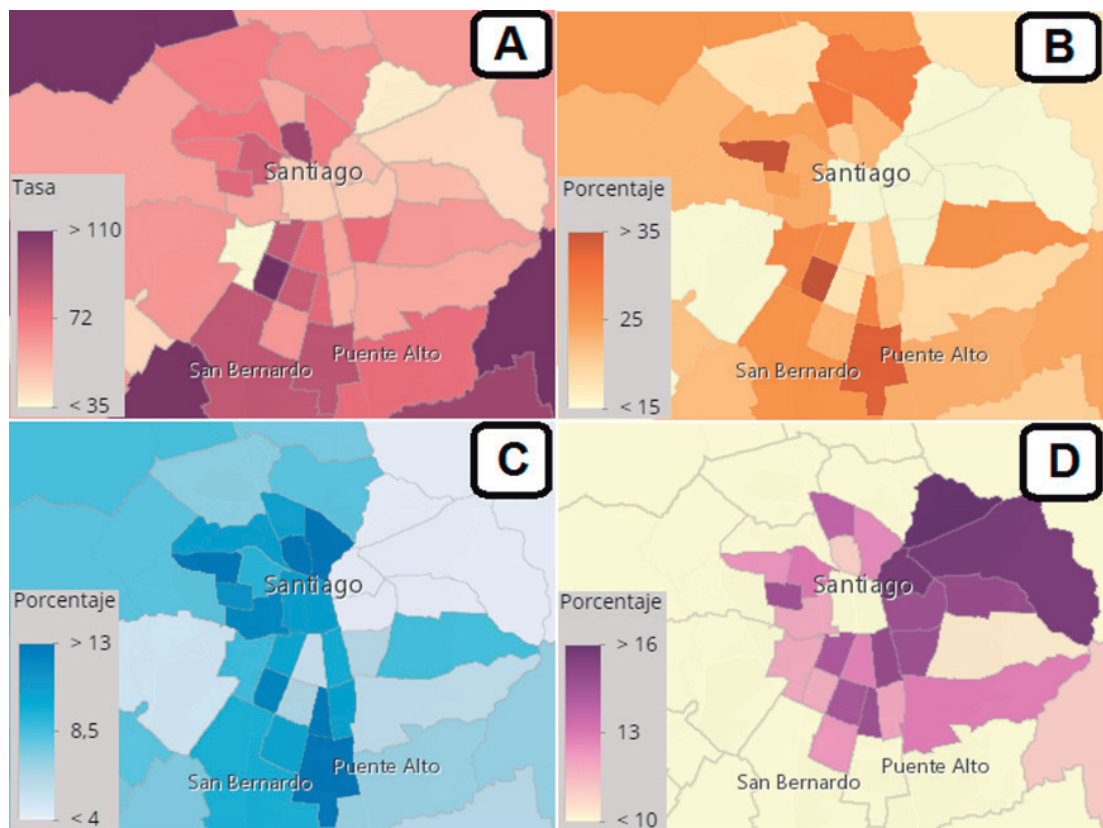 A
Santiago
Tasa
> 110
72
< 35
San Bernardo
Puente Alto
B
Santiago
Porcentaje
> 35
25
< 15
San Bernardo
Puente Alto
C
Santiago
Porcentaje
> 13
8,5
< 4
San Bernardo
Puente Alto
D
Santiago
Porcentaje
> 16
13
< 10
San Bernardo
Puente Alto